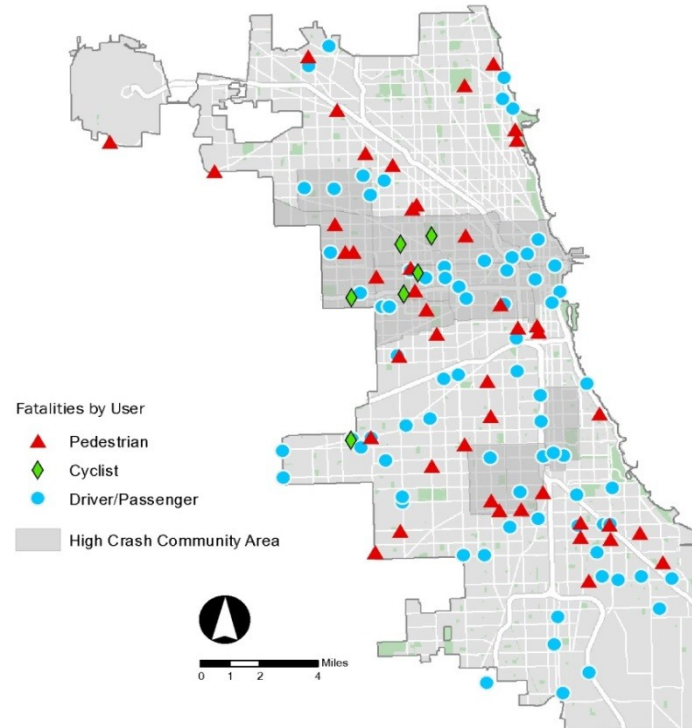 Fatalities by User
Pedestrian
Cyclist
Driver/Passenger
High Crash Community Area
Miles
0 1 2 4